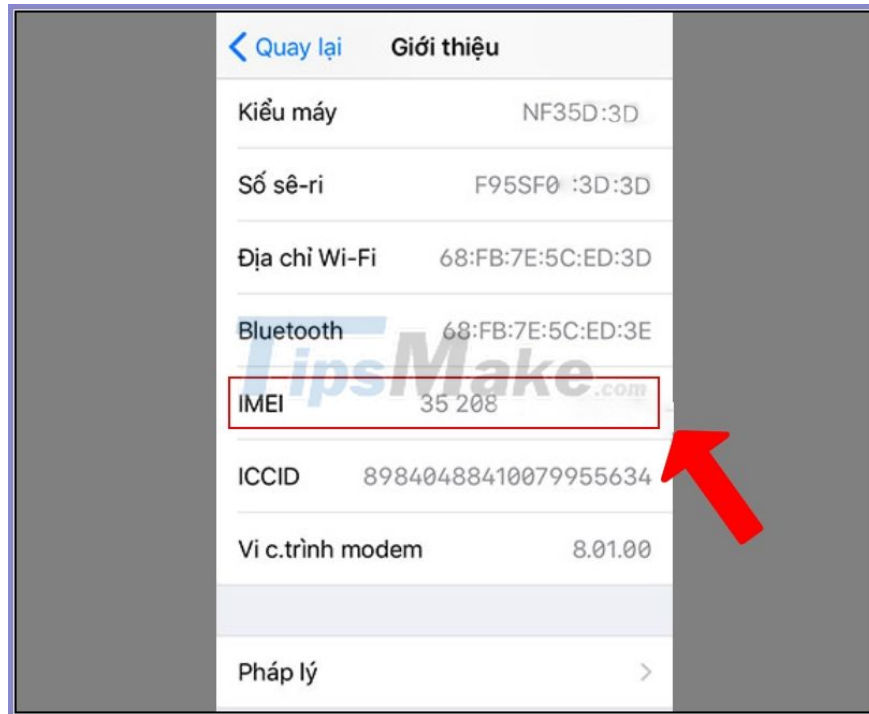 Quay lại Giới thiệu
Kiểu máy NF35D:3D
Số sê-ri F95SF0 :3D:3D
Địa chỉ Wi-Fi 68:FB:7E:5C:ED:3D
Bluetooth 68:FB:7E:5C:ED:3E
TipsMake.com
IMEI 35 208
ICCID 89840488410079955634
Vi c.trình modem 8.01.00
Pháp lý